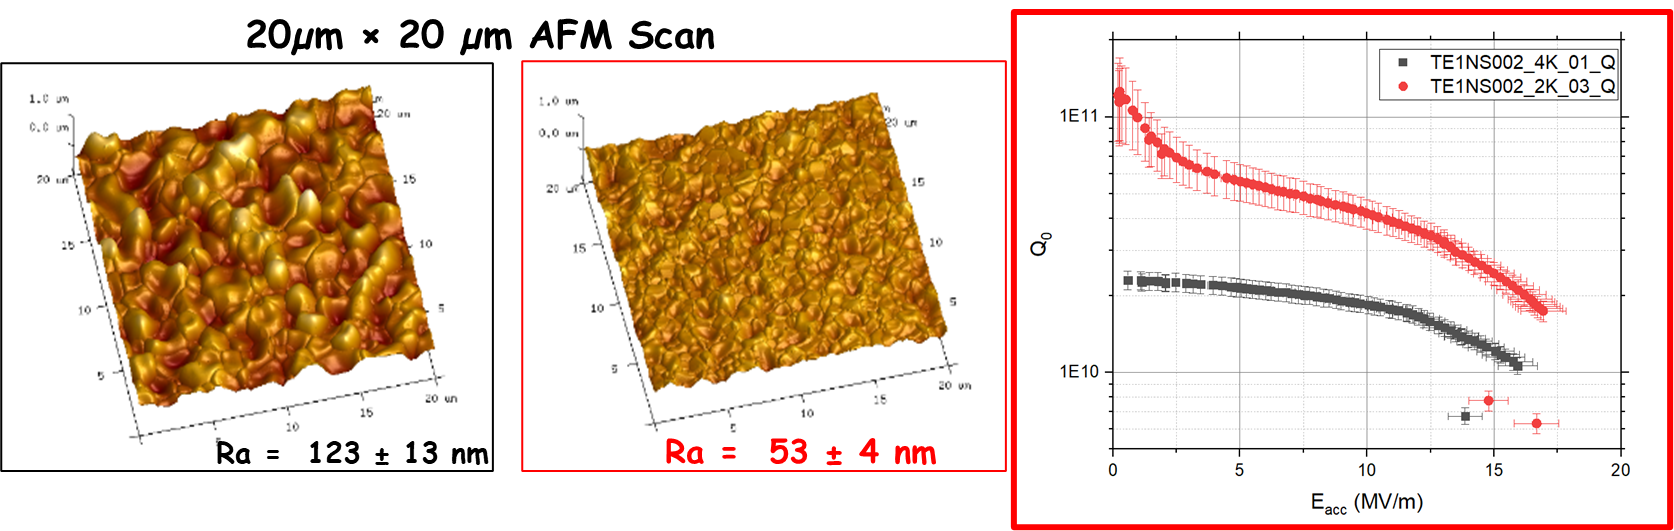 20µm × 20 µm AFM Scan
1.0 um
0.0 um
20 um
15
10
5
5
10
15
20 um
20 um
15
10
5
Ra = 123 ± 13 nm
1.0 um
0.0 um
20 um
15
10
5
10
15
20 um
20 um
15
10
5
Ra = 53 ± 4 nm
TE1NS002_4K_01_Q
TE1NS002_2K_03_Q
1E11
1E10
Q0
0 5 10 15 20
Eacc (MV/m)